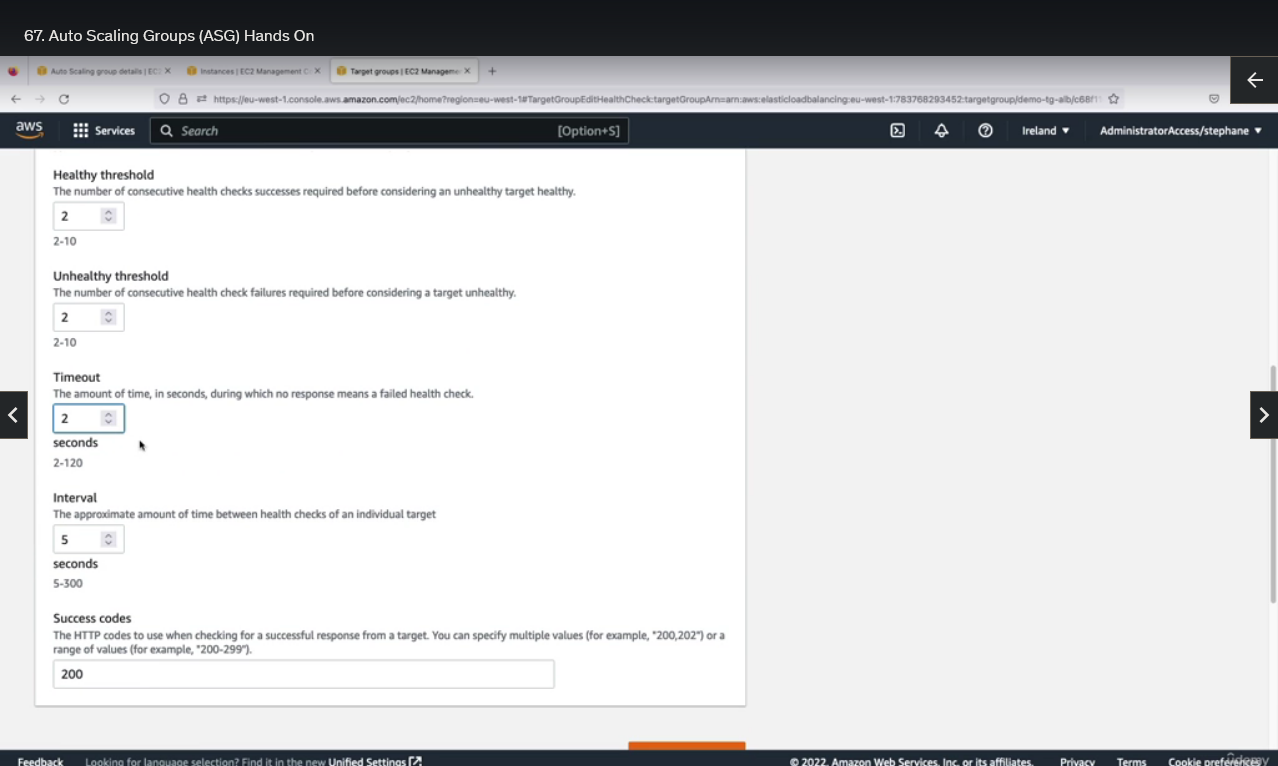 67. Auto Scaling Groups (ASG) Hands On
Auto Scaling group details | EC
Instances | EC2 Management C
Target groups | EC2 Manageme
https://eu-west-1.console.aws.amazon.com/ec2/home?region=eu-west-1#TargetGroupEditHealthCheck:targetGroupArn=arn:aws:elasticloadbalancing:eu-west-1:783768293452:targetgroup/demo-tg-alb/c68f1
aws
Services
Search
[Option+S]
Ireland
AdministratorAccess/stephane
Healthy threshold
The number of consecutive health checks successes required before considering an unhealthy target healthy.
2
2-10
Unhealthy threshold
The number of consecutive health check failures required before considering a target unhealthy.
2
2-10
Timeout
The amount of time, in seconds, during which no response means a failed health check.
2
seconds
2-120
Interval
The approximate amount of time between health checks of an individual target
5
seconds
5-300
Success codes
The HTTP codes to use when checking for a successful response from a target. You can specify multiple values (for example, "200,202") or a
range of values (for example, "200-299").
200
Feedback
Looking for language selection? Find it in the new Unified Settings
© 2022, Amazon Web Services, Inc. or its affiliates.
Privacy
Terms
Cookie preferences
Udemy